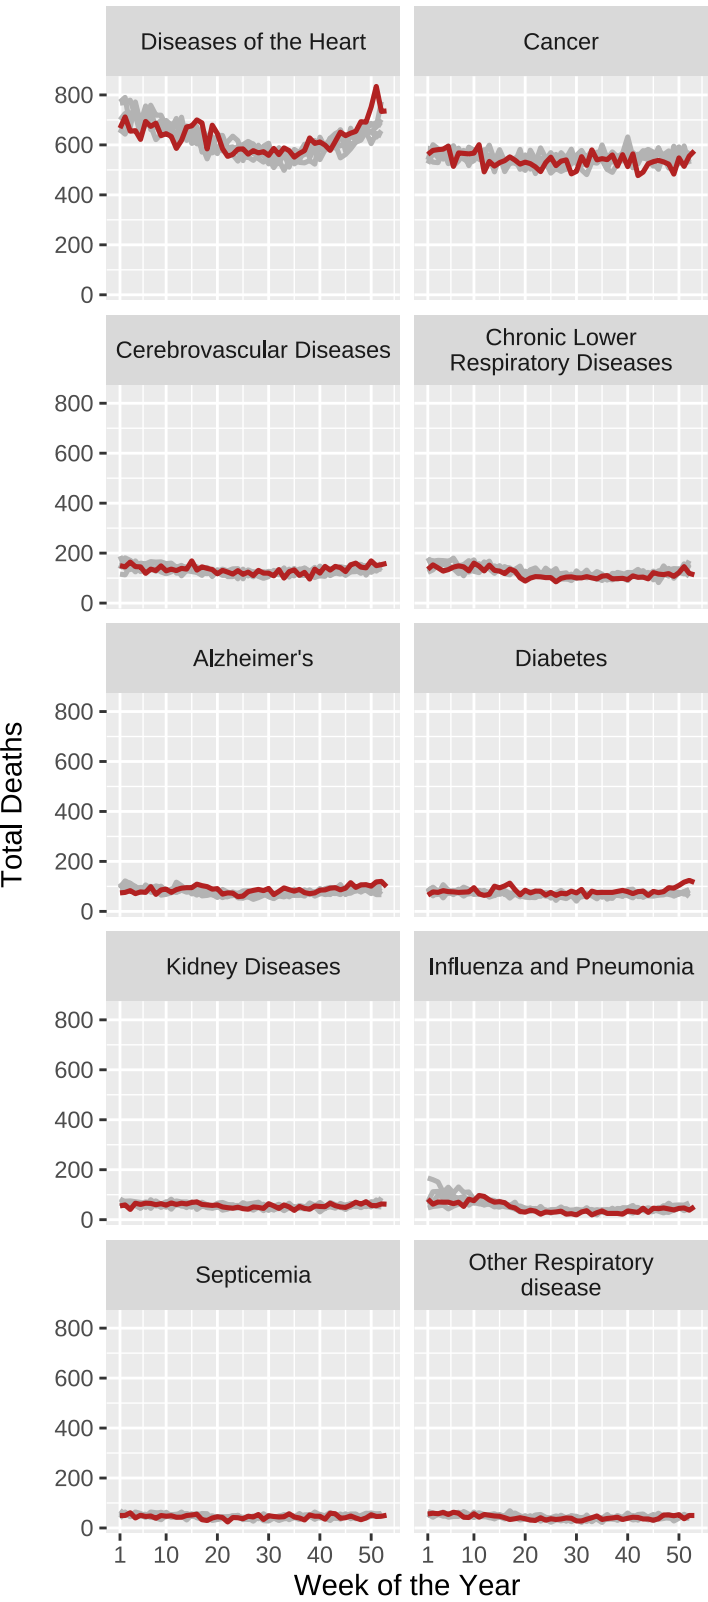 Diseases of the Heart
Cancer
800
600
400
200
0
Cerebrovascular Diseases
Chronic Lower
Respiratory Diseases
800
600
400
200
0
Alzheimer's
Diabetes
800
600
400
200
0
Total Deaths
Kidney Diseases
Influenza and Pneumonia
800
600
400
200
0
Septicemia
Other Respiratory
disease
800
600
400
200
0
1 10 20 30 40 50
1 10 20 30 40 50
Week of the Year